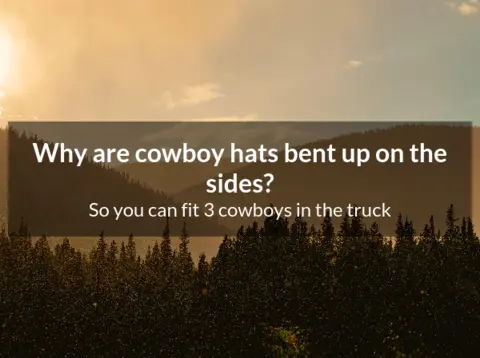 Why are cowboy hats bent up on the
sides?
So you can fit 3 cowboys in the truck